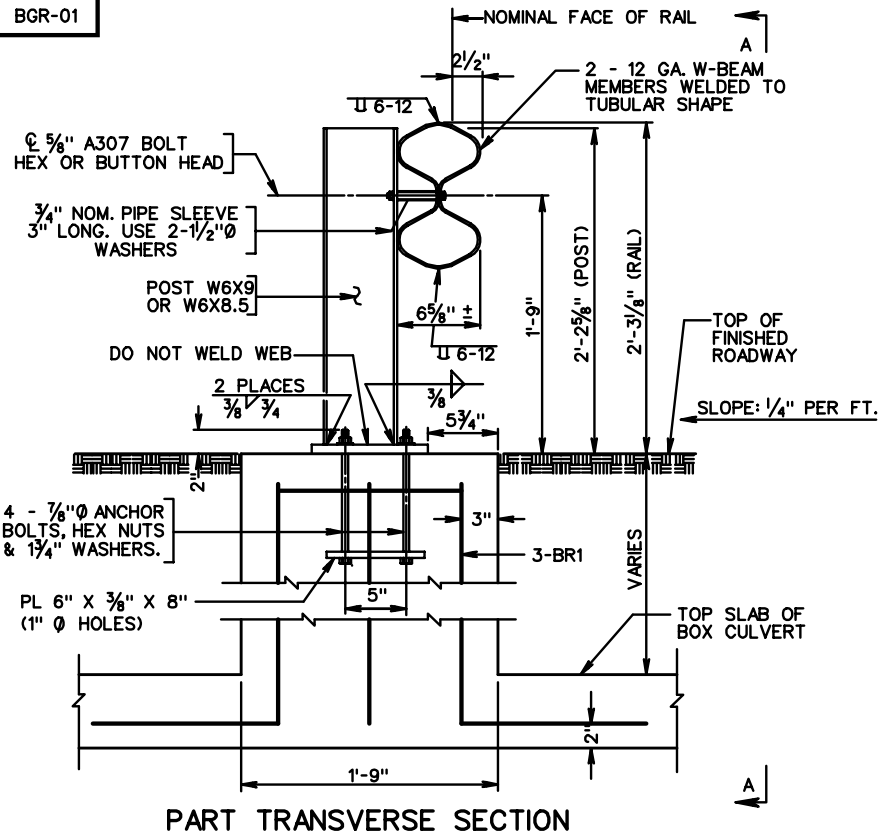 BGR-01
NOMINAL FACE OF RAIL
A
2½"
2 - 12 GA. W-BEAM
MEMBERS WELDED TO
TUBULAR SHAPE
6-12
℄ ⅝" A307 BOLT
HEX OR BUTTON HEAD
¾" NOM. PIPE SLEEVE
3" LONG. USE 2-1½"Ø
WASHERS
POST W6X9
OR W6X8.5
6⅝" ±
6-12
1'-9"
2'-2⅝" (POST)
2'-3⅛" (RAIL)
TOP OF
FINISHED
ROADWAY
DO NOT WELD WEB
2 PLACES
⅜ ¾
⅜
5¾"
SLOPE: ¼" PER FT.
2"
4 - ⅞"Ø ANCHOR
BOLTS, HEX NUTS
& 1¾" WASHERS.
3"
3-BR1
VARIES
PL 6" X ⅜" X 8"
(1" Ø HOLES)
5"
TOP SLAB OF
BOX CULVERT
2"
1'-9"
A
PART TRANSVERSE SECTION